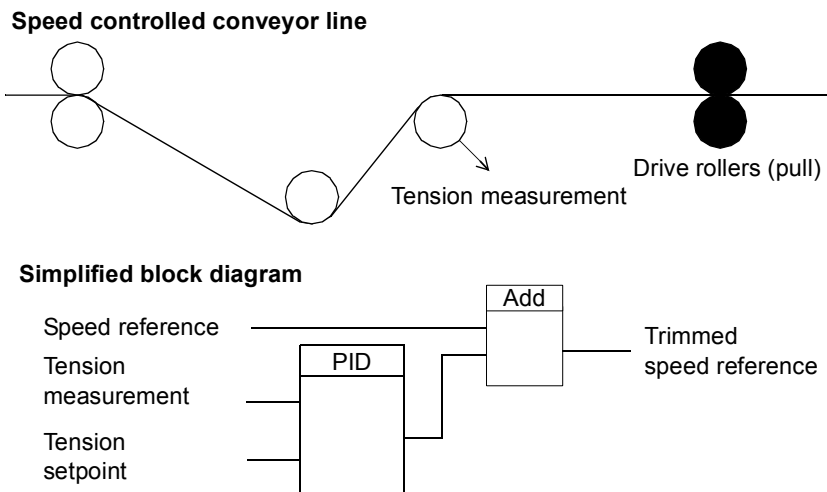 Speed controlled conveyor line
Drive rollers (pull)
Tension measurement
Simplified block diagram
Add
Speed reference
Trimmed
speed reference
PID
Tension
measurement
Tension
setpoint